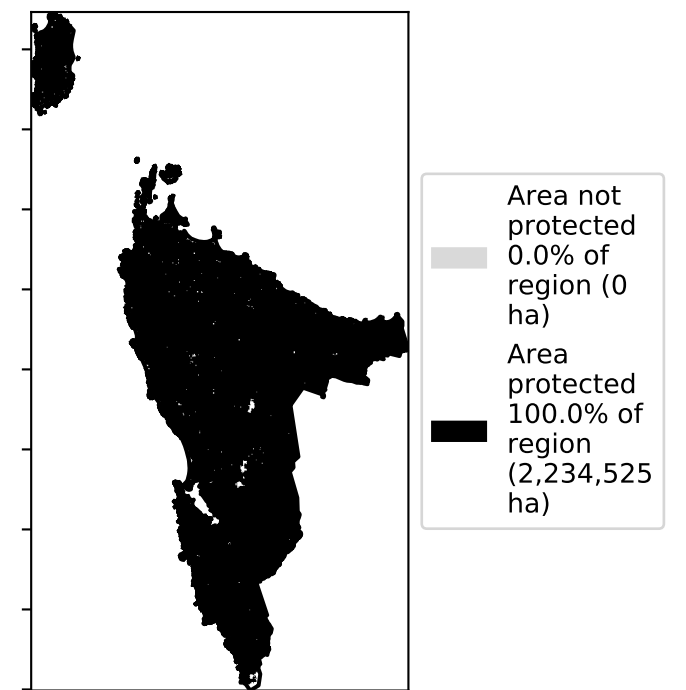 Area not
protected
0.0% of
region (0
ha)
Area
protected
100.0% of
region
(2,234,525
ha)